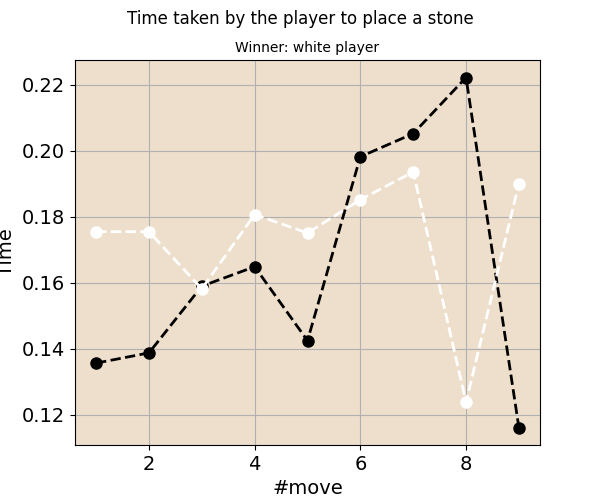 Time taken by the player to place a stone
Winner: white player
0.22
0.20
0.18
0.16
0.14
0.12
Time
2 4 6 8
#move